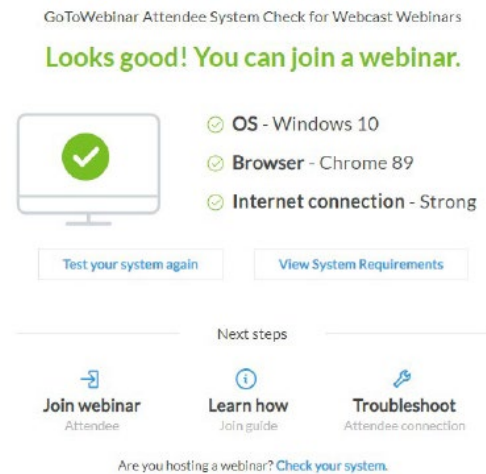 GoToWebinar Attendee System Check for Webcast Webinars
Looks good! You can join a webinar.
OS - Windows 10
Browser - Chrome 89
Internet connection - Strong
Test your system again
View System Requirements
Next steps
Join webinar
Attendee
Learn how
Join guide
Troubleshoot
Attendee connection
Are you hosting a webinar? Check your system.